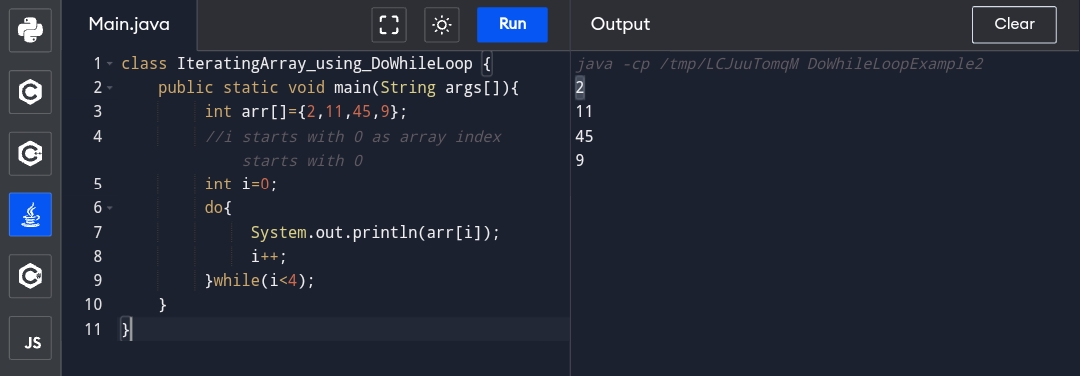 Main.java
Run
Output
Clear
1 class IteratingArray_using_DoWhileLoop {
2 public static void main(String args[]){
3 int arr[]={2,11,45,9};
4 //i starts with 0 as array index
starts with 0
5 int i=0;
6 do{
7 System.out.println(arr[i]);
8 i++;
9 }while(i<4);
10 }
11 }
java -cp /tmp/LCJuuTomqM DoWhileLoopExample2
2
11
45
9
C
C++
C
JS